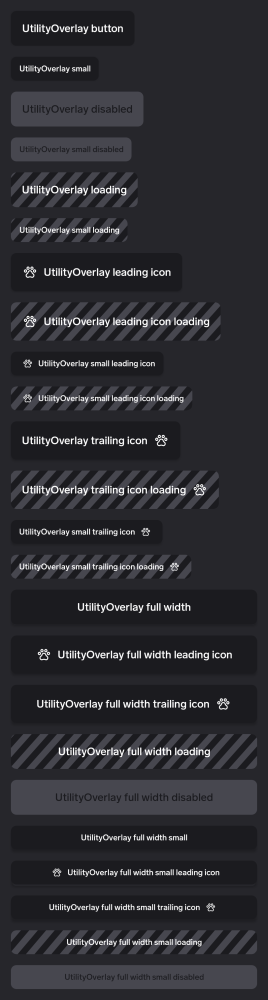 UtilityOverlay button
UtilityOverlay small
UtilityOverlay disabled
UtilityOverlay small disabled
UtilityOverlay loading
UtilityOverlay small loading
UtilityOverlay leading icon
UtilityOverlay leading icon loading
UtilityOverlay small leading icon
UtilityOverlay small leading icon loading
UtilityOverlay trailing icon
UtilityOverlay trailing icon loading
UtilityOverlay small trailing icon
UtilityOverlay small trailing icon loading
UtilityOverlay full width
UtilityOverlay full width leading icon
UtilityOverlay full width trailing icon
UtilityOverlay full width loading
UtilityOverlay full width disabled
UtilityOverlay full width small
UtilityOverlay full width small leading icon
UtilityOverlay full width small trailing icon
UtilityOverlay full width small loading
UtilityOverlay full width small disabled